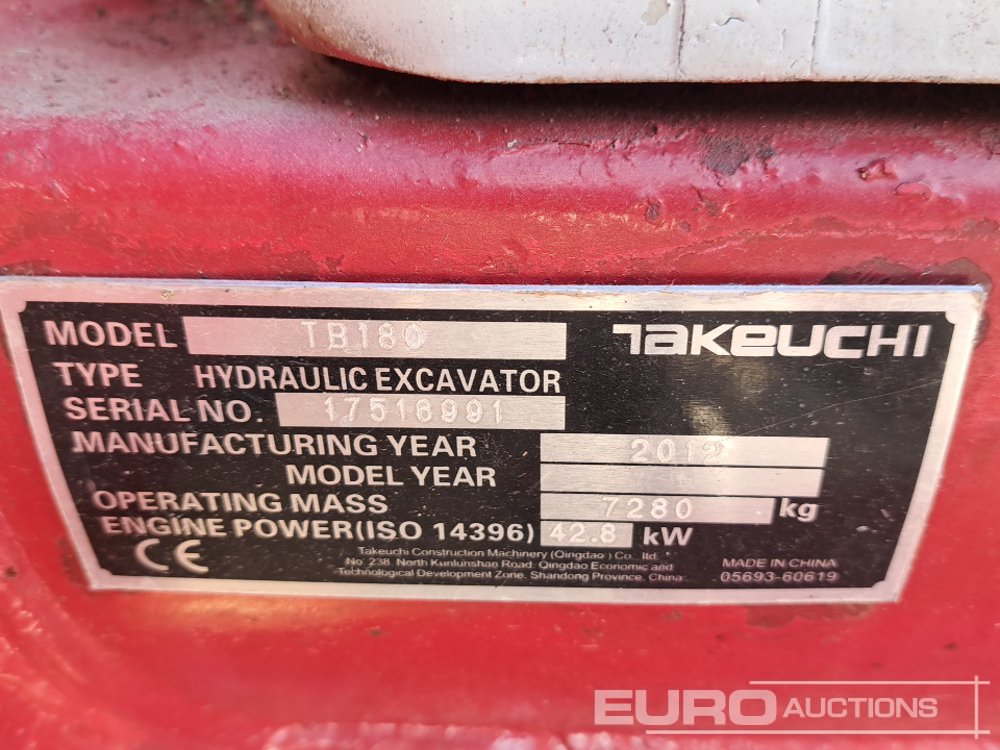 MODEL TB180 TAKEUCHI
TYPE HYDRAULIC EXCAVATOR
SERIAL NO. 17516991
MANUFACTURING YEAR 2012
MODEL YEAR
OPERATING MASS 7280 kg
ENGINE POWER(ISO 14396) 42.8 kW
CE
Takeuchi Construction Machinery (Qingdao) Co., ltd.
No. 238. North Kunlunshan Road. Qingdao Economic and
Technological Development Zone. Shandong Province. China
MADE IN CHINA
05693-60619
EURO AUCTIONS